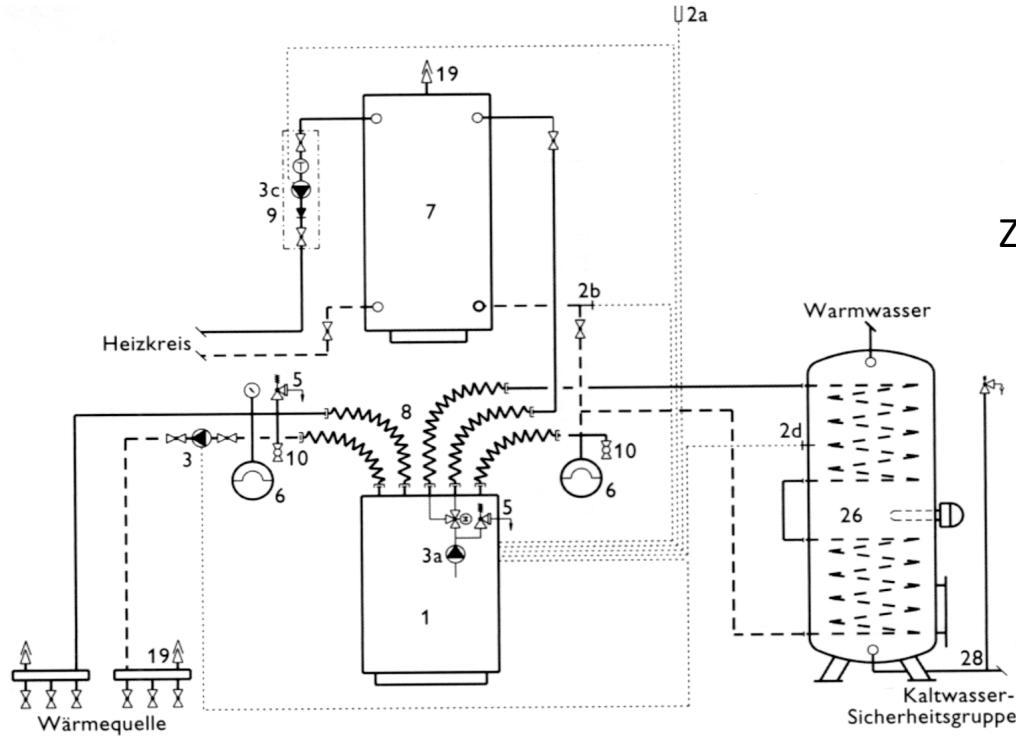 2a
19
3c
9
7
Z
2b
Warmwasser
Heizkreis
5
8
2d
3
10
6
10
6
5
26
3a
1
19
28
Wärmequelle
Kaltwasser-
Sicherheitsgruppe